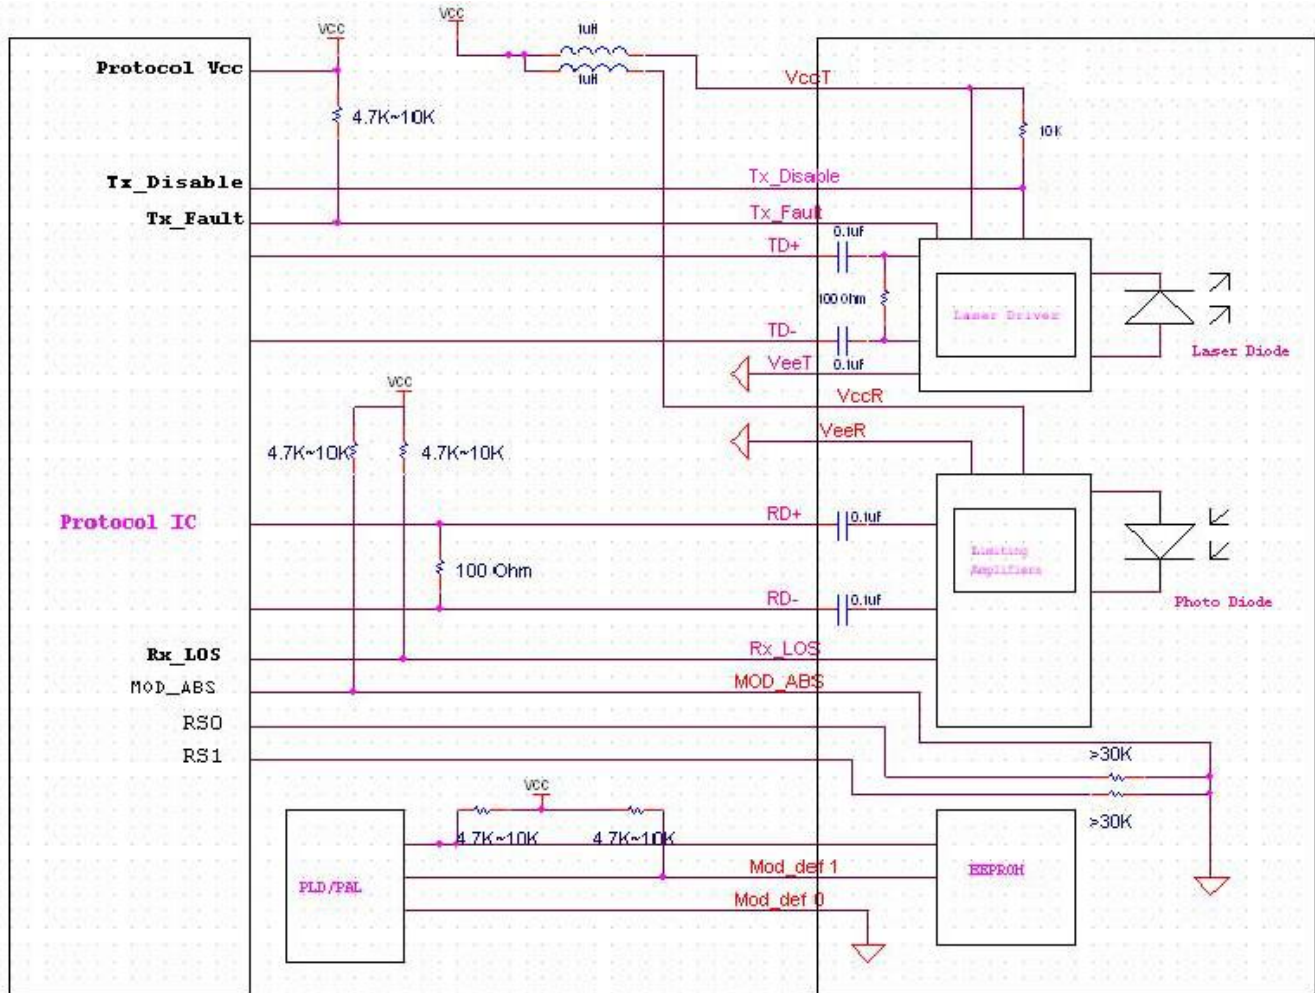 VCC
VCC
1uH
1uH
Protocol Vcc
VccT
4.7K~10K
10K
Tx_Disable
Tx_Disable
Tx_Fault
Tx_Fault
0.1uF
TD+
100 Ohm
Laser Driver
TD-
Laser Diode
VeeT
0.1uF
VCC
VccR
VeeR
4.7K~10K
4.7K~10K
Protocol IC
RD+
0.1uF
Limiting
Amplifiers
100 Ohm
RD-
0.1uF
Photo Diode
Rx_LOS
Rx_LOS
MOD_ABS
MOD_ABS
RS0
RS1
>30K
VCC
>30K
4.7K~10K
4.7K~10K
Mod_def 1
EEPROM
PLD/PAL
Mod_def 0